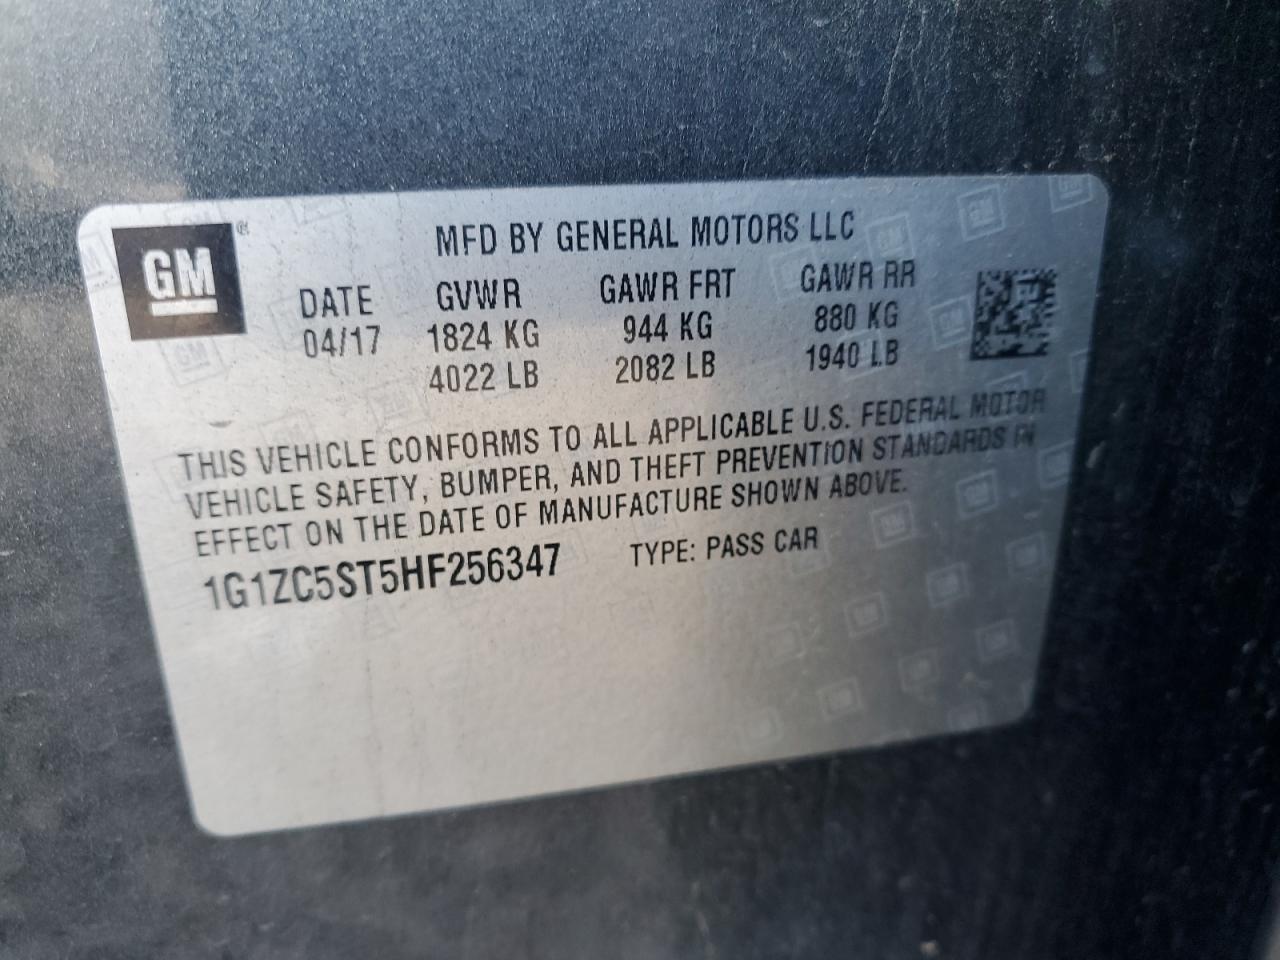 GM ®
MFD BY GENERAL MOTORS LLC
DATE GVWR GAWR FRT GAWR RR
04/17 1824 KG 944 KG 880 KG
4022 LB 2082 LB 1940 LB
THIS VEHICLE CONFORMS TO ALL APPLICABLE U.S. FEDERAL MOTOR
VEHICLE SAFETY, BUMPER, AND THEFT PREVENTION STANDARDS IN
EFFECT ON THE DATE OF MANUFACTURE SHOWN ABOVE.
1G1ZC5ST5HF256347 TYPE: PASS CAR